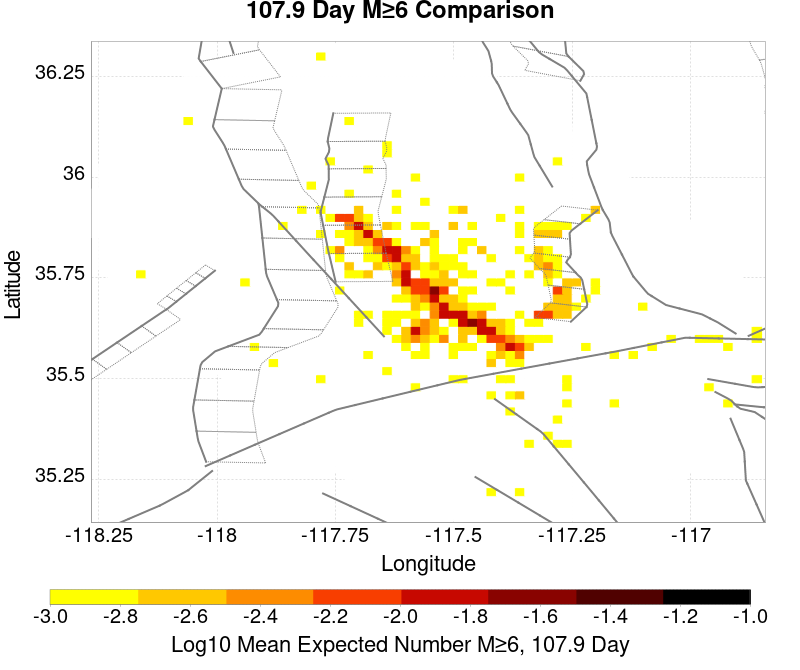 107.9 Day M≥6 Comparison
36.25
36
35.75
35.5
35.25
Latitude
-118.25 -118 -117.75 -117.5 -117.25 -117
Longitude
-3.0 -2.8 -2.6 -2.4 -2.2 -2.0 -1.8 -1.6 -1.4 -1.2 -1.0
Log10 Mean Expected Number M≥6, 107.9 Day